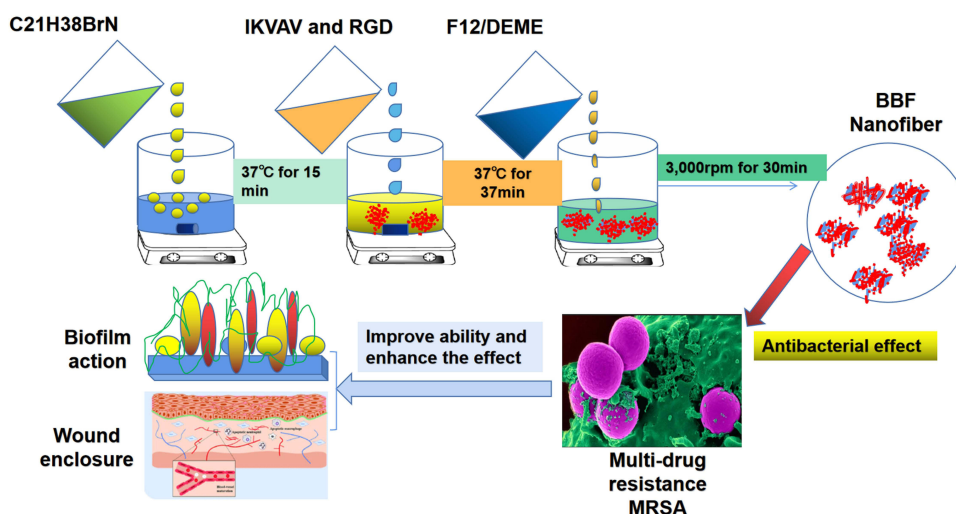 C21H38BrN
IKVAV and RGD
F12/DEME
BBF
Nanofiber
37℃ for 15
min
37℃ for
37min
3,000rpm for 30min
Biofilm
action
Improve ability and
enhance the effect
Antibacterial effect
Wound
enclosure
Multi-drug
resistance
MRSA